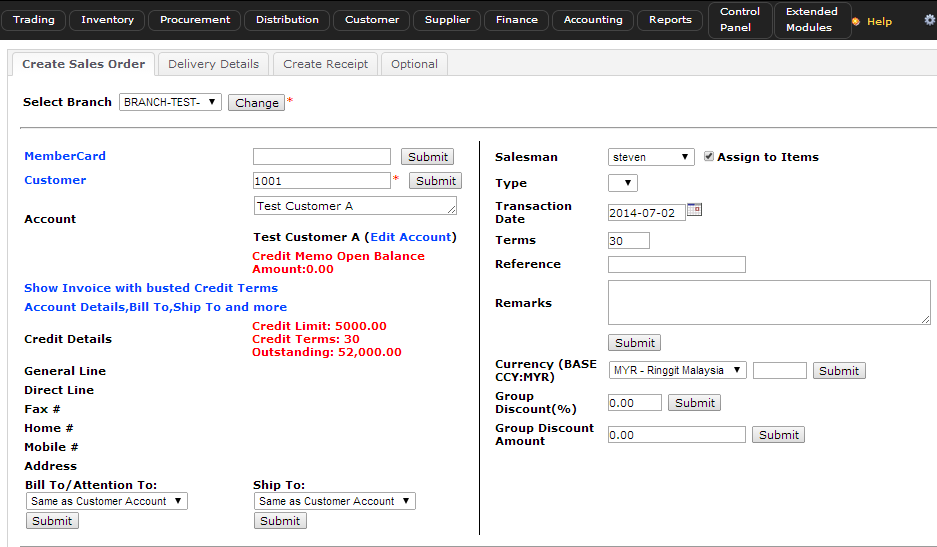 Trading Inventory Procurement Distribution Customer Supplier Finance Accounting Reports Control Panel Extended Modules Help
Create Sales Order Delivery Details Create Receipt Optional
Select Branch BRANCH-TEST- Change *
MemberCard Submit
Customer 1001 * Submit
Account Test Customer A
Test Customer A (Edit Account)
Credit Memo Open Balance
Amount:0.00
Show Invoice with busted Credit Terms
Account Details,Bill To,Ship To and more
Credit Limit: 5000.00
Credit Details Credit Terms: 30
Outstanding: 52,000.00
General Line
Direct Line
Fax #
Home #
Mobile #
Address
Bill To/Attention To: Ship To:
Same as Customer Account Same as Customer Account
Submit Submit
Salesman steven Assign to Items
Type
Transaction
Date 2014-07-02
Terms 30
Reference
Remarks
Submit
Currency (BASE
CCY:MYR) MYR - Ringgit Malaysia Submit
Group
Discount(%) 0.00 Submit
Group Discount
Amount 0.00 Submit